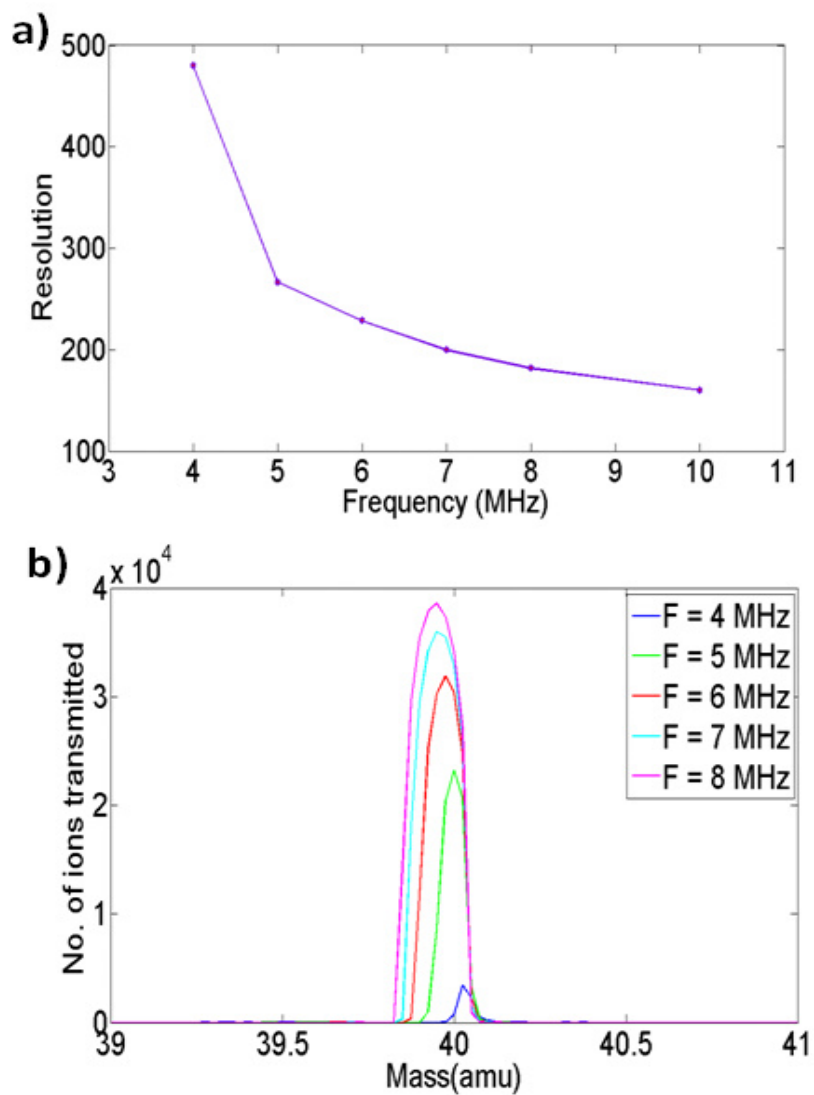 a)
500
400
300
200
100
Resolution
3 4 5 6 7 8 9 10 11
Frequency (MHz)
b)
4 x 10^4
3
2
1
0
No. of ions transmitted
F = 4 MHz
F = 5 MHz
F = 6 MHz
F = 7 MHz
F = 8 MHz
39 39.5 40 40.5 41
Mass(amu)